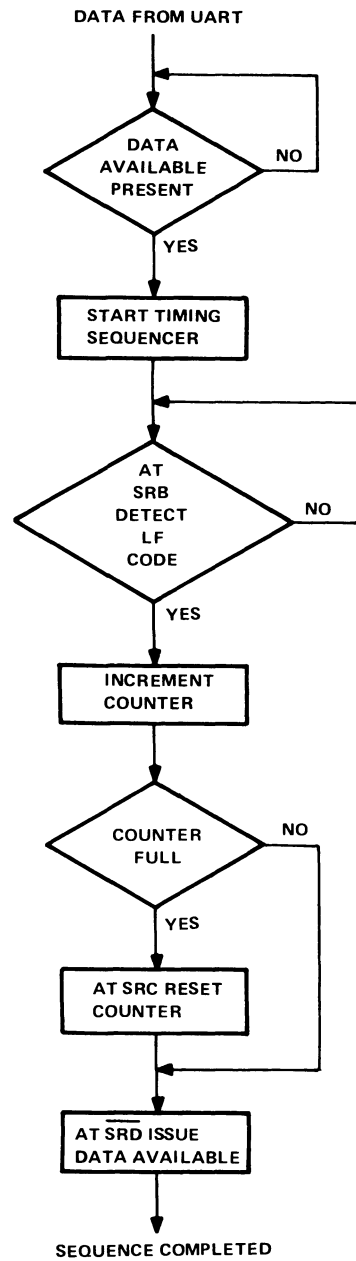 DATA FROM UART
DATA
AVAILABLE
PRESENT
NO
YES
START TIMING
SEQUENCER
AT
SRB
DETECT
LF
CODE
NO
YES
INCREMENT
COUNTER
COUNTER
FULL
NO
YES
AT SRC RESET
COUNTER
AT S̅R̅D̅ ISSUE
DATA AVAILABLE
SEQUENCE COMPLETED